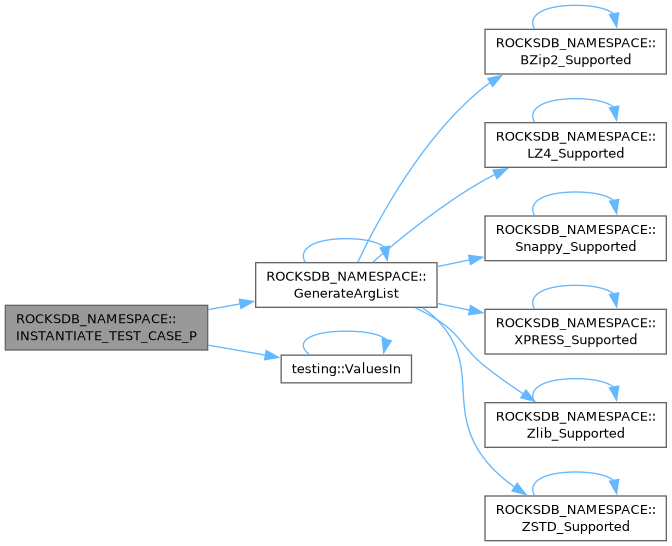 ROCKSDB_NAMESPACE::
BZip2_Supported
ROCKSDB_NAMESPACE::
LZ4_Supported
ROCKSDB_NAMESPACE::
Snappy_Supported
ROCKSDB_NAMESPACE::
GenerateArgList
ROCKSDB_NAMESPACE::
INSTANTIATE_TEST_CASE_P
ROCKSDB_NAMESPACE::
XPRESS_Supported
testing::ValuesIn
ROCKSDB_NAMESPACE::
Zlib_Supported
ROCKSDB_NAMESPACE::
ZSTD_Supported